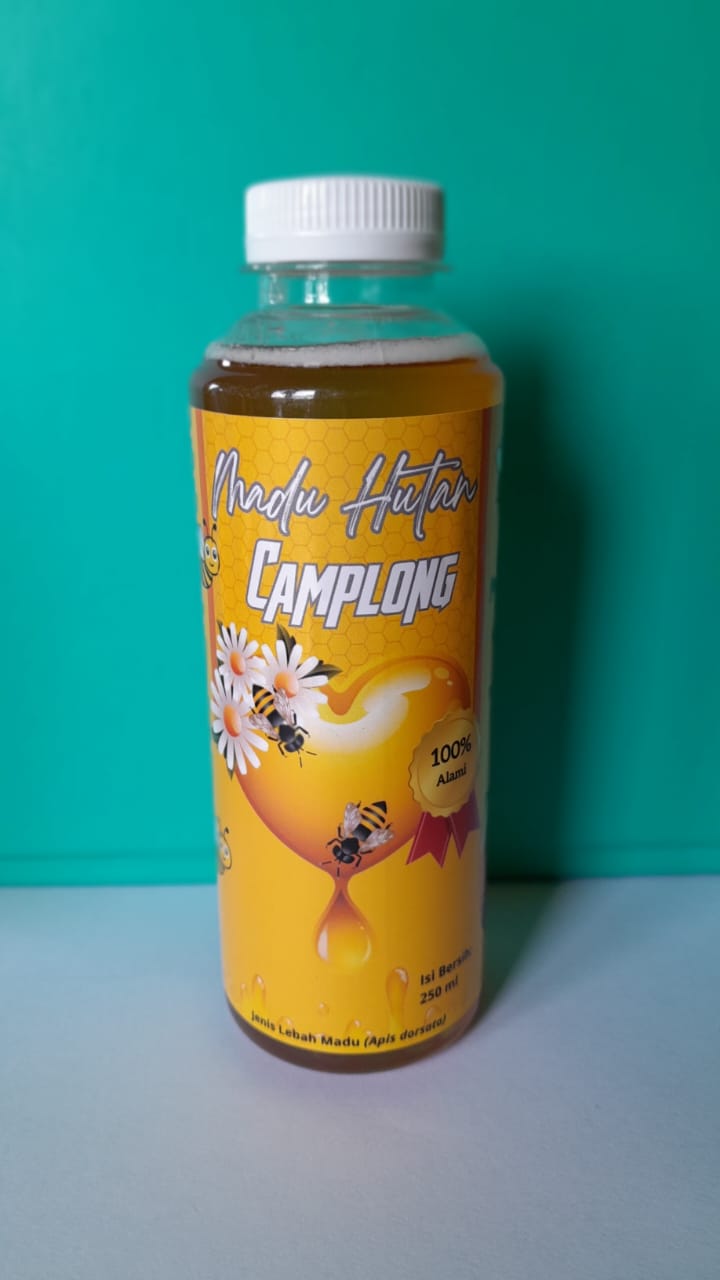 Madu Hutan
CAMPLONG
100%
Alami
Isi Bersih:
250 ml
Jenis Lebah Madu (Apis dorsata)